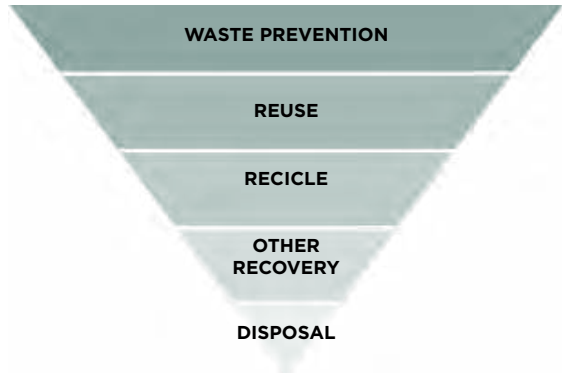 WASTE PREVENTION
REUSE
RECICLE
OTHER
RECOVERY
DISPOSAL